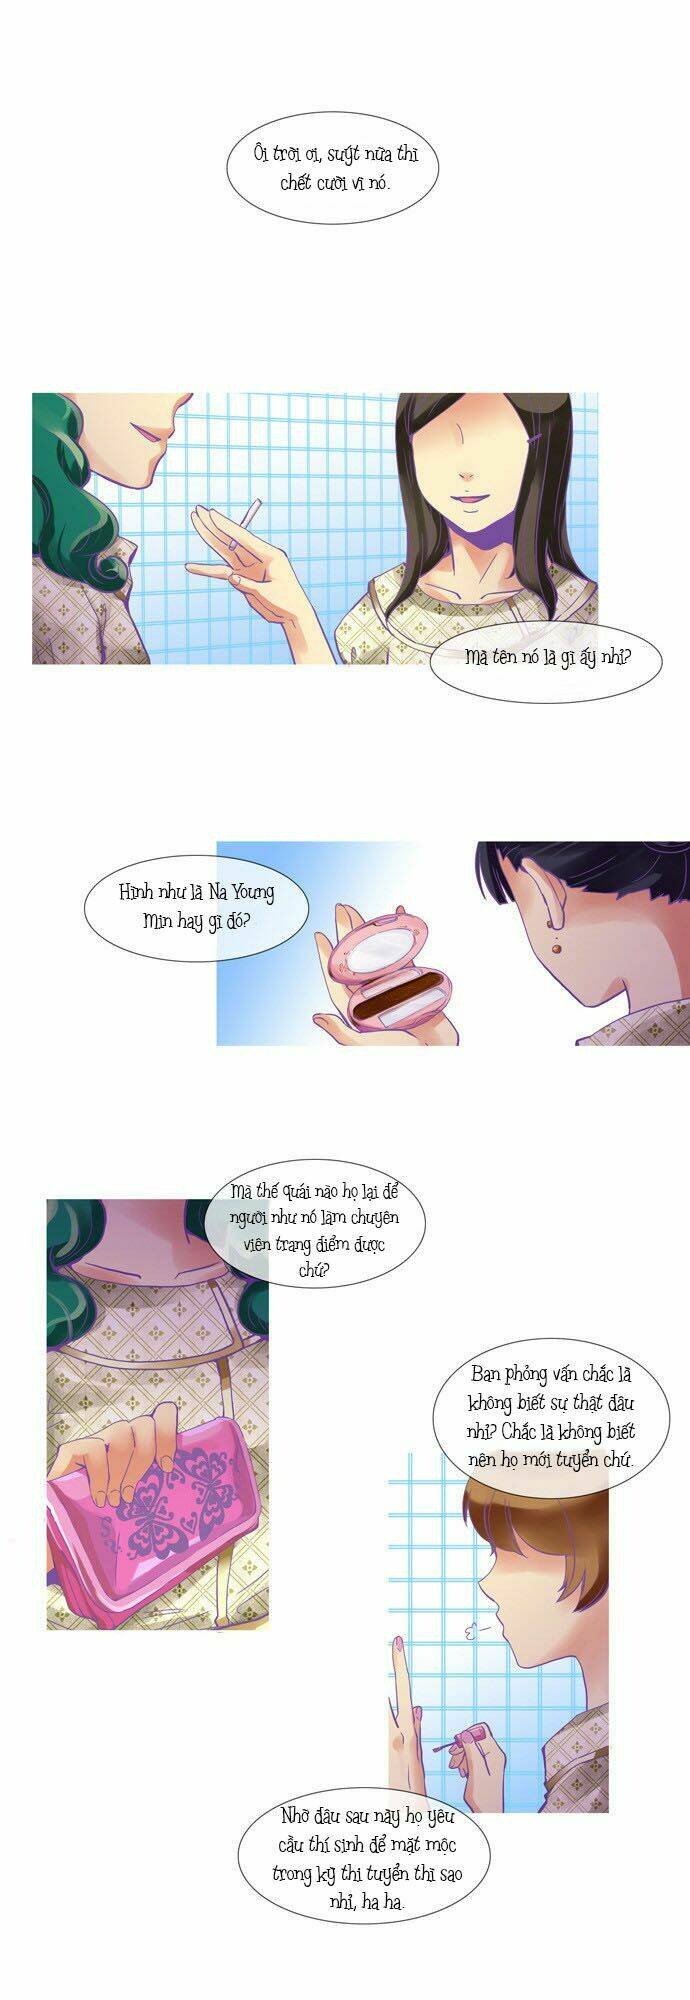 Ôi trời ơi, suýt nữa thì
chết cười vì nó.
Mà tên nó là gì ấy nhỉ?
Hình như là Na Young
Min hay gì đó?
Mà thế quái nào họ lại để
người như nó làm chuyên
viên trang điểm được
chứ?
Ban phỏng vấn chắc là
không biết sự thật đâu
nhỉ? Chắc là không biết
nên họ mới tuyển chứ.
Nhỡ đâu sau này họ yêu
cầu thí sinh để mặt mộc
trong kỳ thi tuyển thì sao
nhỉ, ha ha.